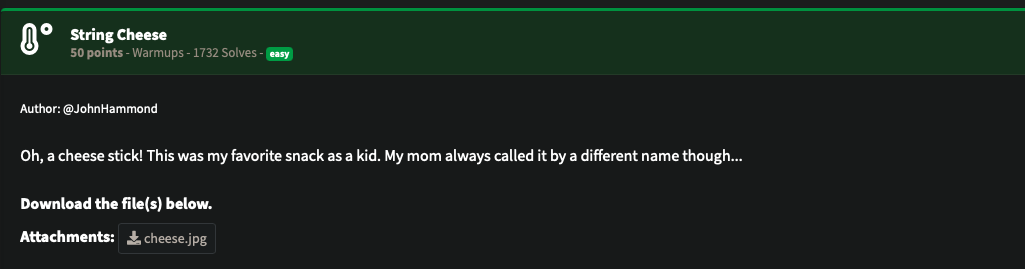 String Cheese
50 points - Warmups - 1732 Solves - easy
Author: @JohnHammond
Oh, a cheese stick! This was my favorite snack as a kid. My mom always called it by a different name though...
Download the file(s) below.
Attachments: cheese.jpg